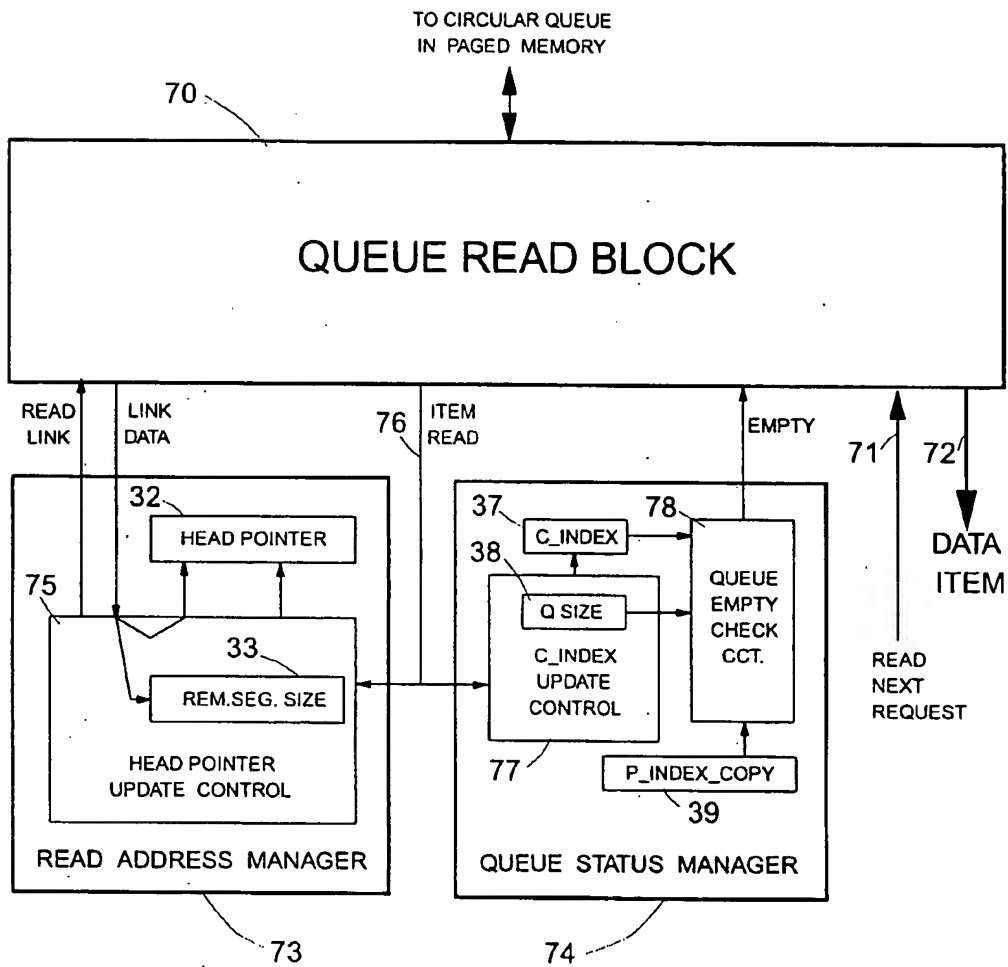 TO CIRCULAR QUEUE
IN PAGED MEMORY
70
QUEUE READ BLOCK
READ
LINK
LINK
DATA
76
ITEM
READ
EMPTY
71
72
32
HEAD POINTER
75
33
REM.SEG. SIZE
HEAD POINTER
UPDATE CONTROL
READ ADDRESS MANAGER
73
37
C_INDEX
38
Q SIZE
C_INDEX
UPDATE
CONTROL
77
78
QUEUE
EMPTY
CHECK
CCT.
P_INDEX_COPY
39
QUEUE STATUS MANAGER
74
READ
NEXT
REQUEST
DATA
ITEM